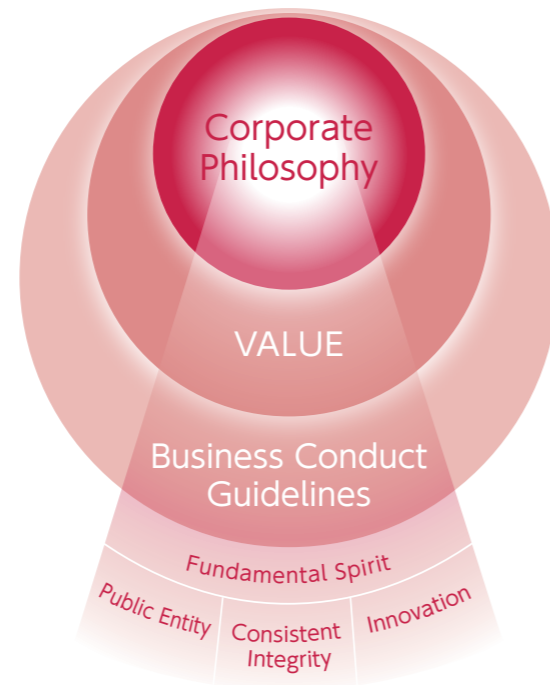 Corporate
Philosophy
VALUE
Business Conduct
Guidelines
Fundamental Spirit
Public Entity
Consistent
Integrity
Innovation